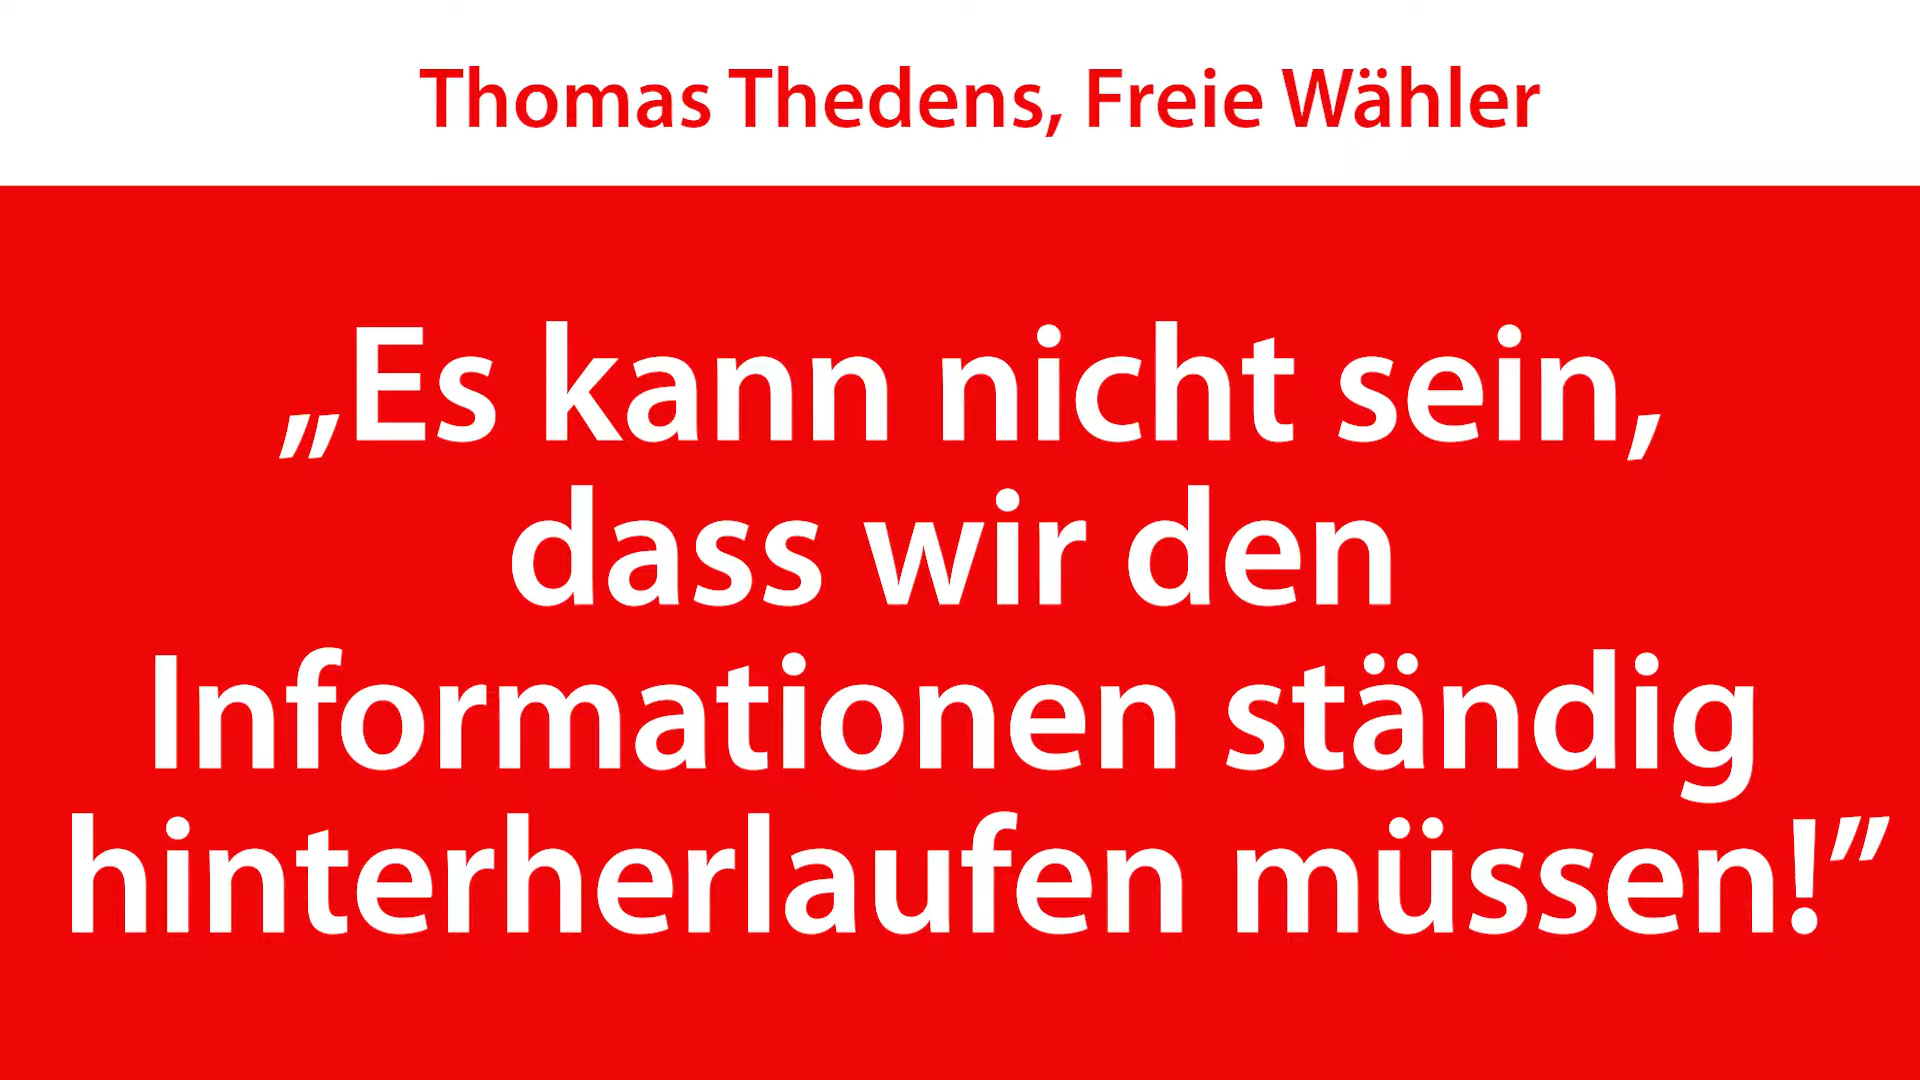 Thomas Thedens, Freie Wähler
„Es kann nicht sein,
dass wir den
Informationen ständig
hinterherlaufen müssen!”